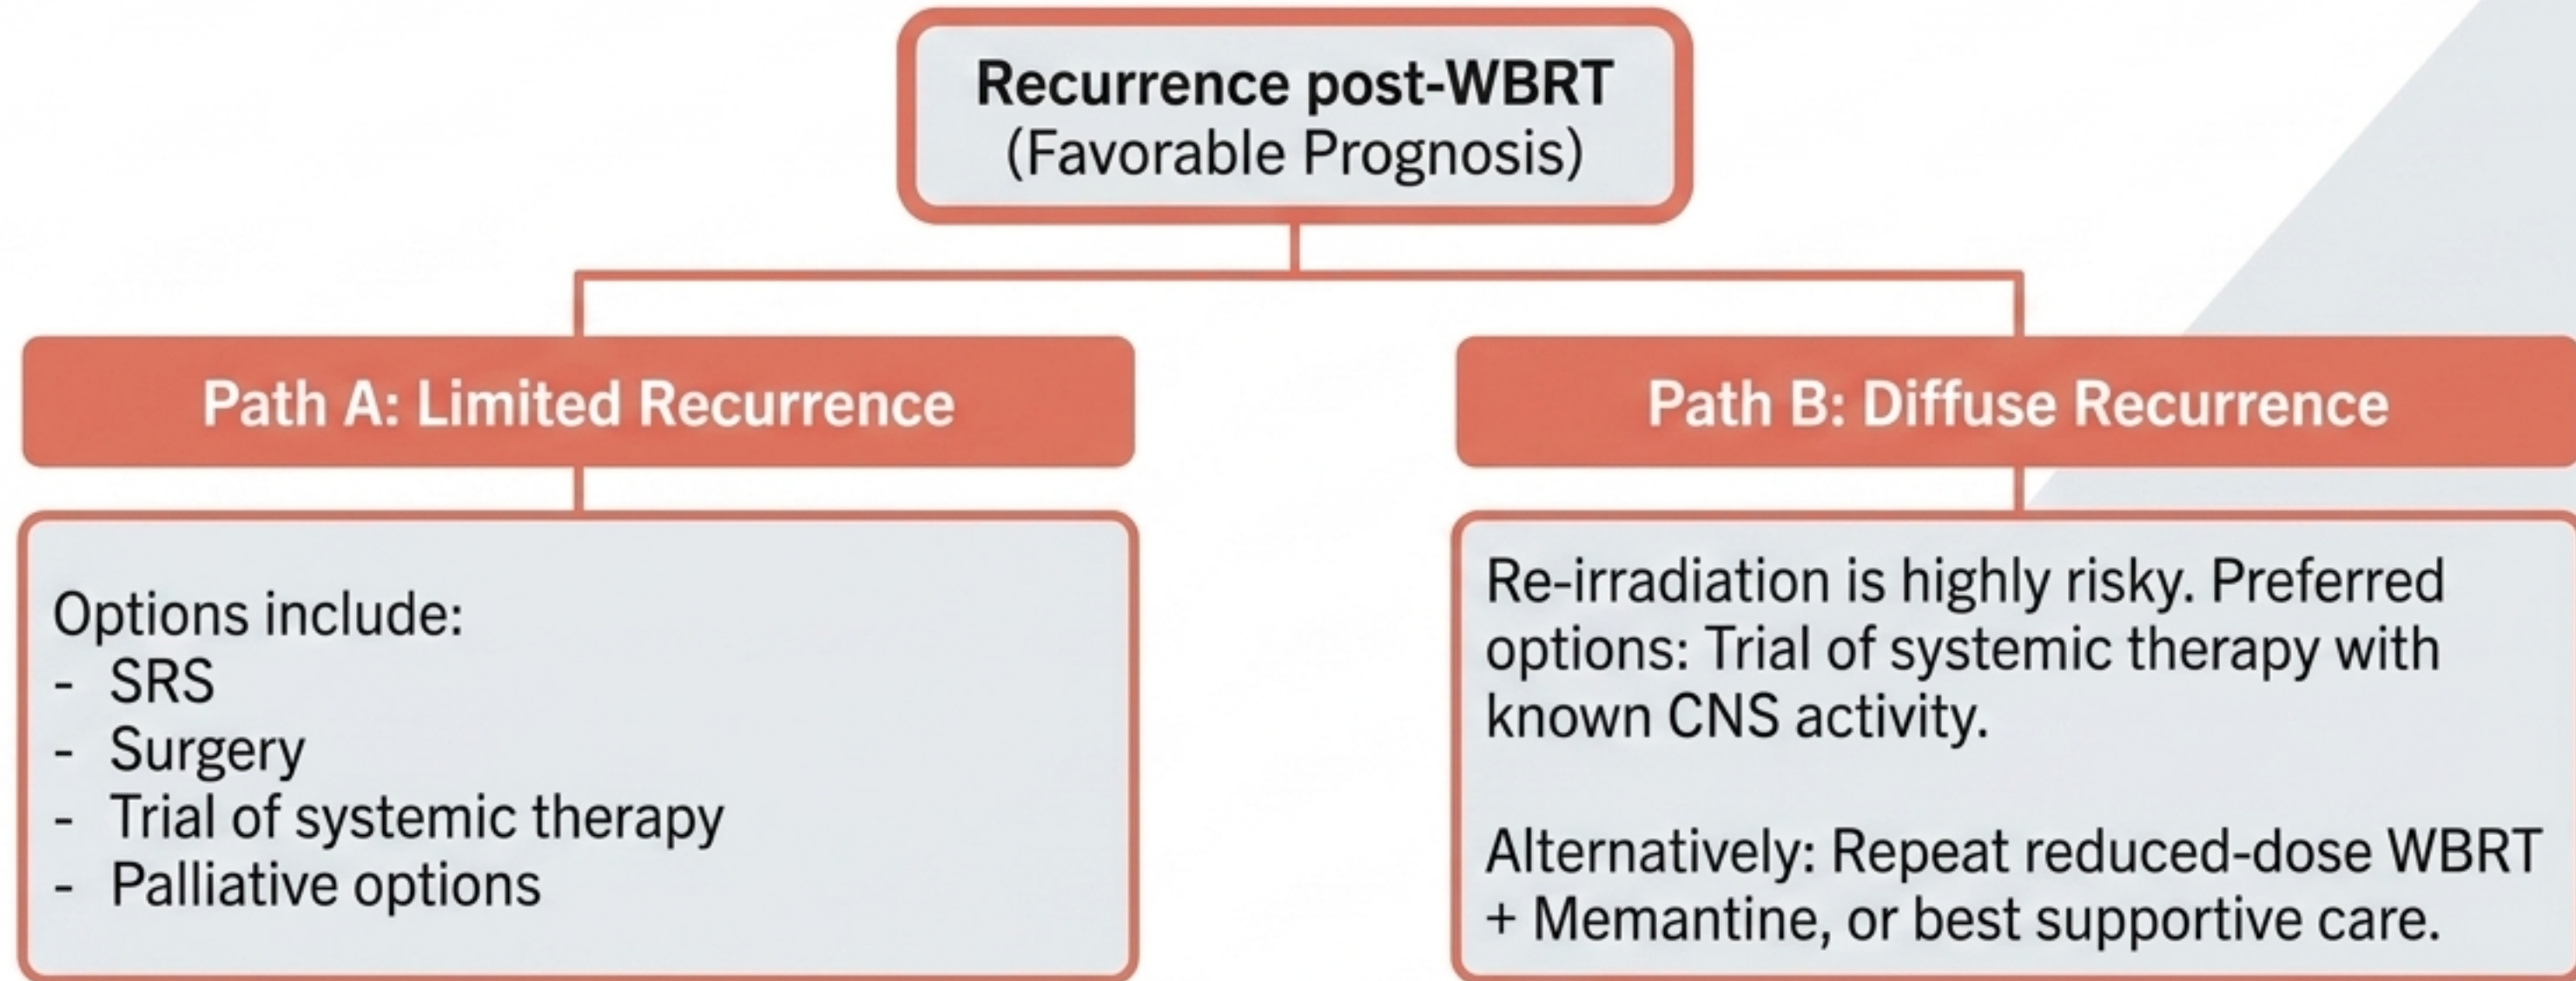 Recurrence post-WBRT
(Favorable Prognosis)
Path A: Limited Recurrence
Options include:
- SRS
- Surgery
- Trial of systemic therapy
- Palliative options
Path B: Diffuse Recurrence
Re-irradiation is highly risky. Preferred
options: Trial of systemic therapy with
known CNS activity.
Alternatively: Repeat reduced-dose WBRT
+ Memantine, or best supportive care.